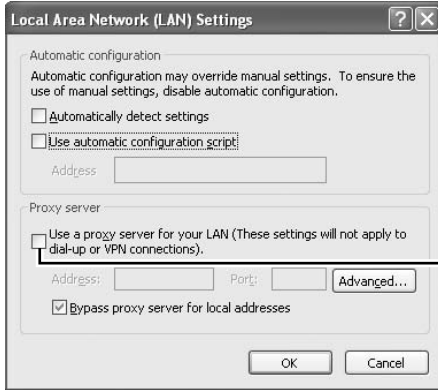 Local Area Network (LAN) Settings
Automatic configuration
Automatic configuration may override manual settings. To ensure the
use of manual settings, disable automatic configuration.
Automatically detect settings
Use automatic configuration script
Address
Proxy server
Use a proxy server for your LAN (These settings will not apply to
dial-up or VPN connections).
Address:
Port:
Advanced...
Bypass proxy server for local addresses
OK
Cancel